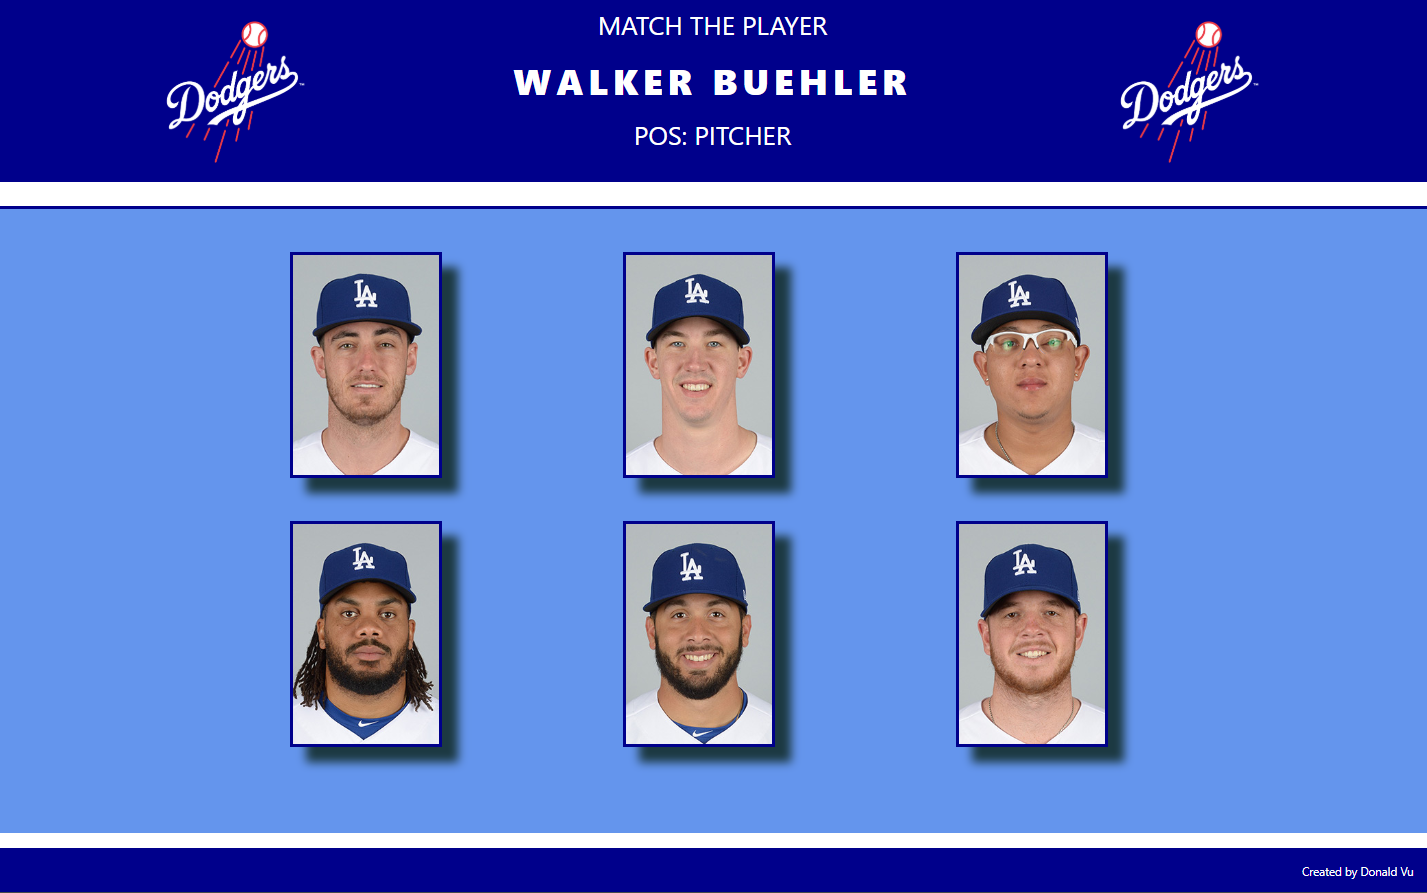 MATCH THE PLAYER
Dodgers
WALKER BUEHLER
Dodgers
POS: PITCHER
LA
LA
LA
LA
LA
LA
Created by Donald Vu